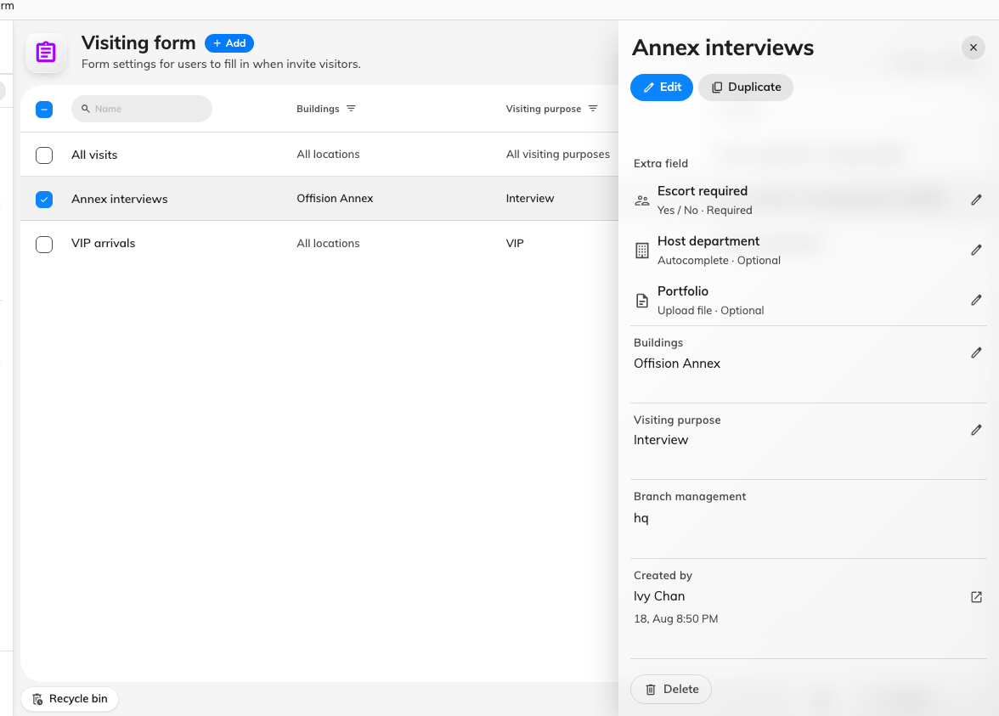 rm
Visiting form
Add
Form settings for users to fill in when invite visitors.
Name
Buildings
Visiting purpose
All visits
All locations
All visiting purposes
Annex interviews
Offision Annex
Interview
VIP arrivals
All locations
VIP
Recycle bin
Annex interviews
Edit
Duplicate
Extra field
Escort required
Yes / No · Required
Host department
Autocomplete · Optional
Portfolio
Upload file · Optional
Buildings
Offision Annex
Visiting purpose
Interview
Branch management
hq
Created by
Ivy Chan
18, Aug 8:50 PM
Delete